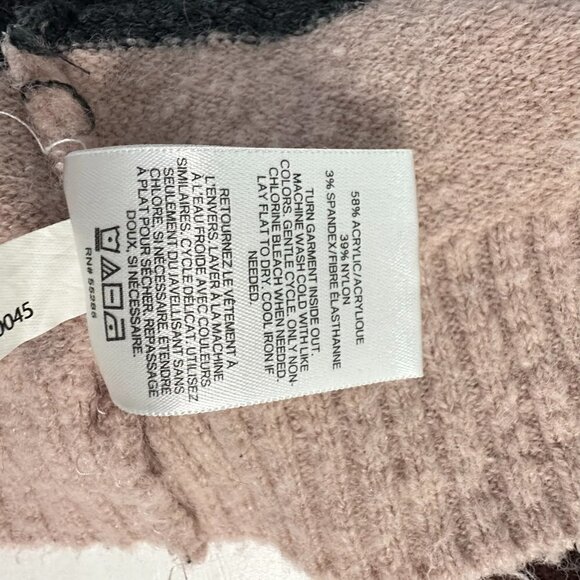 58% ACRYLIC/ACRYLIQUE
39% NYLON
3% SPANDEX/FIBRE ÉLASTHANNE
TURN GARMENT INSIDE OUT.
MACHINE WASH COLD WITH LIKE
COLORS. GENTLE CYCLE. ONLY NON-
CHLORINE BLEACH WHEN NEEDED.
LAY FLAT TO DRY. COOL IRON IF
NEEDED.
RETOURNEZ LE VÊTEMENT À
L'ENVERS. LAVER À LA MACHINE
À L'EAU FROIDE AVEC COULEURS
SIMILAIRES. CYCLE DÉLICAT. UTILISEZ
SEULEMENT DU JAVELLISANT SANS
CHLORE, SI NÉCESSAIRE. ÉTENDRE
À PLAT POUR SÉCHER. REPASSAGE
DOUX, SI NÉCESSAIRE.
RN# 55285
0045